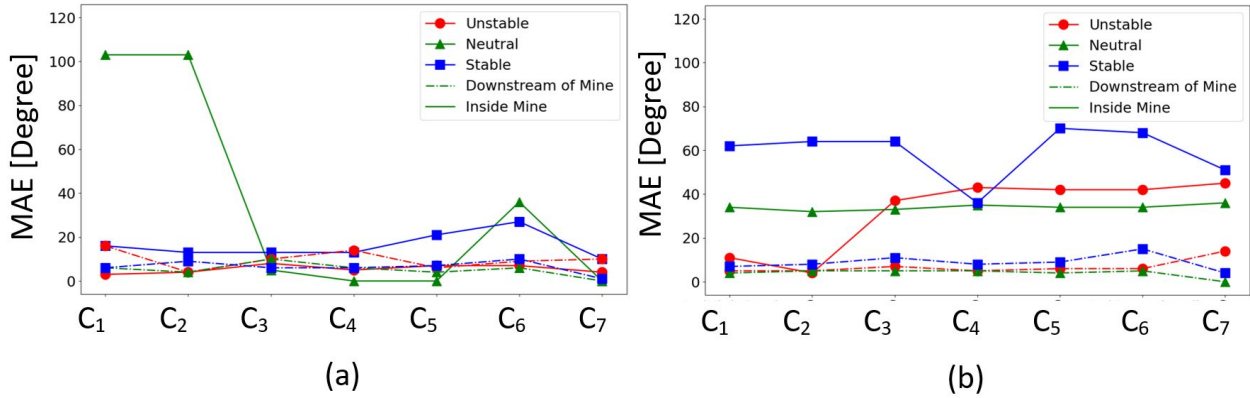 120
100
80
60
40
20
0
MAE [Degree]
Unstable
Neutral
Stable
Downstream of Mine
Inside Mine
C₁ C₂ C₃ C₄ C₅ C₆ C₇
(a)
120
100
80
60
40
20
0
MAE [Degree]
Unstable
Neutral
Stable
Downstream of Mine
Inside Mine
C₁ C₂ C₃ C₄ C₅ C₆ C₇
(b)